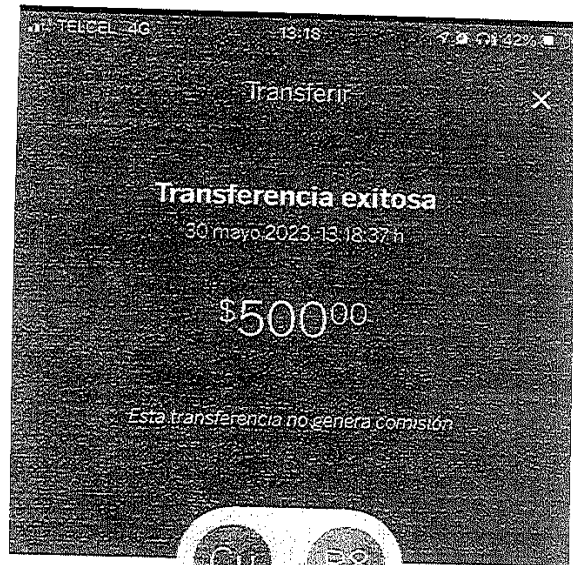 TELCEL 4G 13:18 42%
Transferir
Transferencia exitosa
30 mayo 2023, 13:18:37 h
$500⁰⁰
Esta transferencia no genera comisión